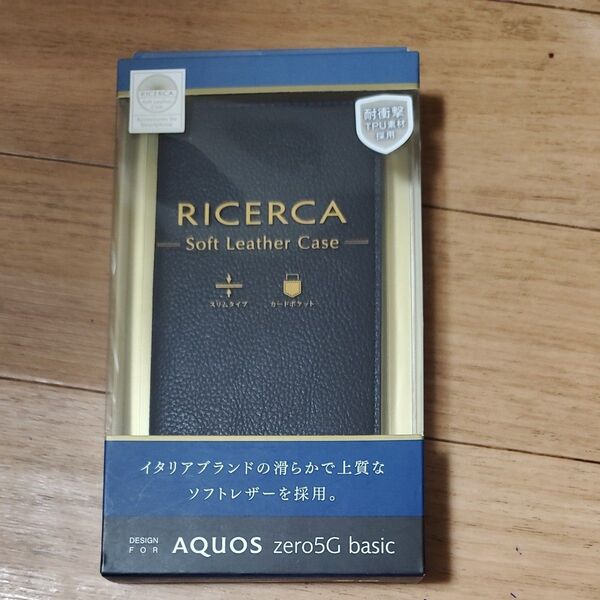 RICERCA
Soft Leather
耐衝撃
TPU素材
採用
RICERCA
Soft Leather Case
スリムタイプ
カードポケット
イタリアブランドの滑らかで上質な
ソフトレザーを採用。
DESIGN
FOR
AQUOS zero5G basic